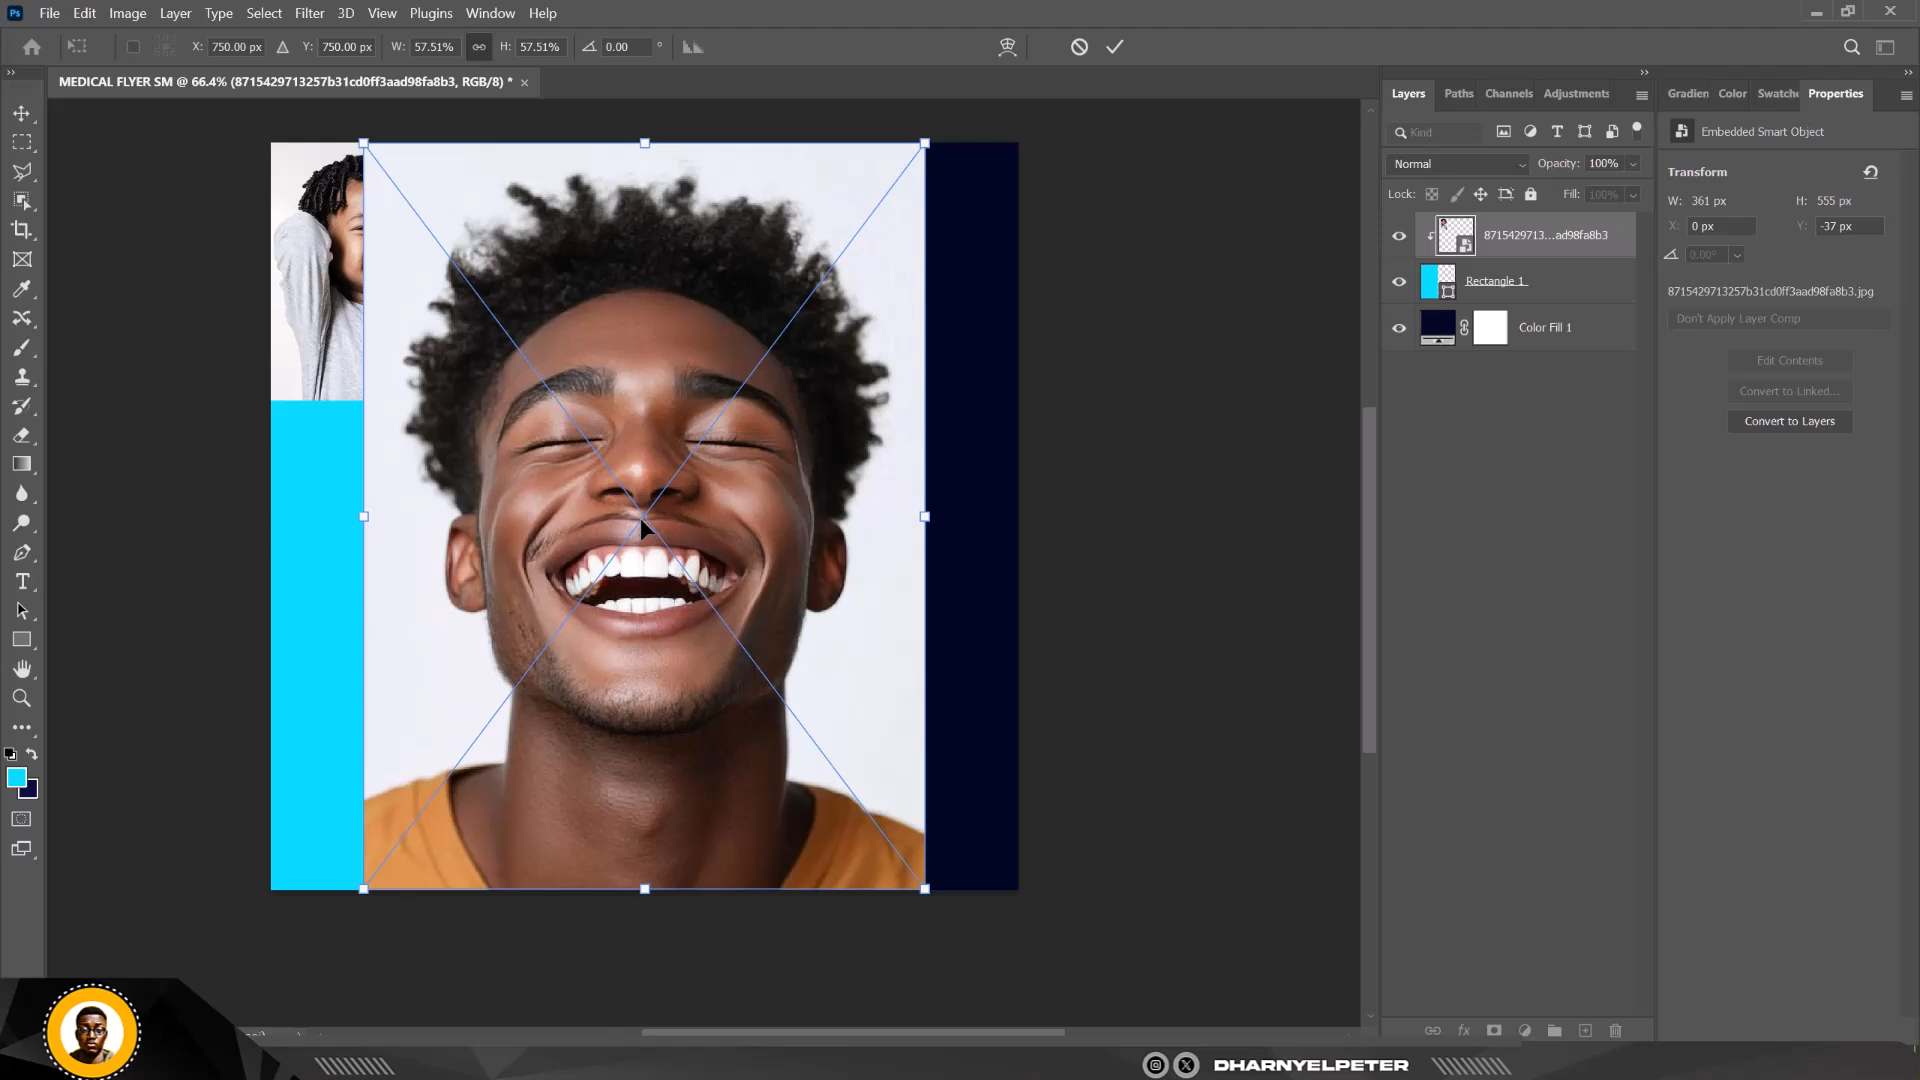 Ps File Edit Image Layer Type Select Filter 3D View Plugins Window Help
X: 750.00 px Y: 750.00 px W: 57.51% H: 57.51% 0.00 °
MEDICAL FLYER SM @ 66.4% (8715429713257b31cd0ff3aad98fa8b3, RGB/8) * ×
Layers Paths Channels Adjustments
Gradien Color Swatche Properties
Kind
Embedded Smart Object
Normal Opacity: 100%
Transform
Lock: Fill: 100%
W: 361 px H: 555 px
X: 0 px Y: -37 px
8715429713...ad98fa8b3
0.00°
Rectangle 1
8715429713257b31cd0ff3aad98fa8b3.jpg
Color Fill 1
Don't Apply Layer Comp
Edit Contents
Convert to Linked...
Convert to Layers
fx
DHARNYELPETER